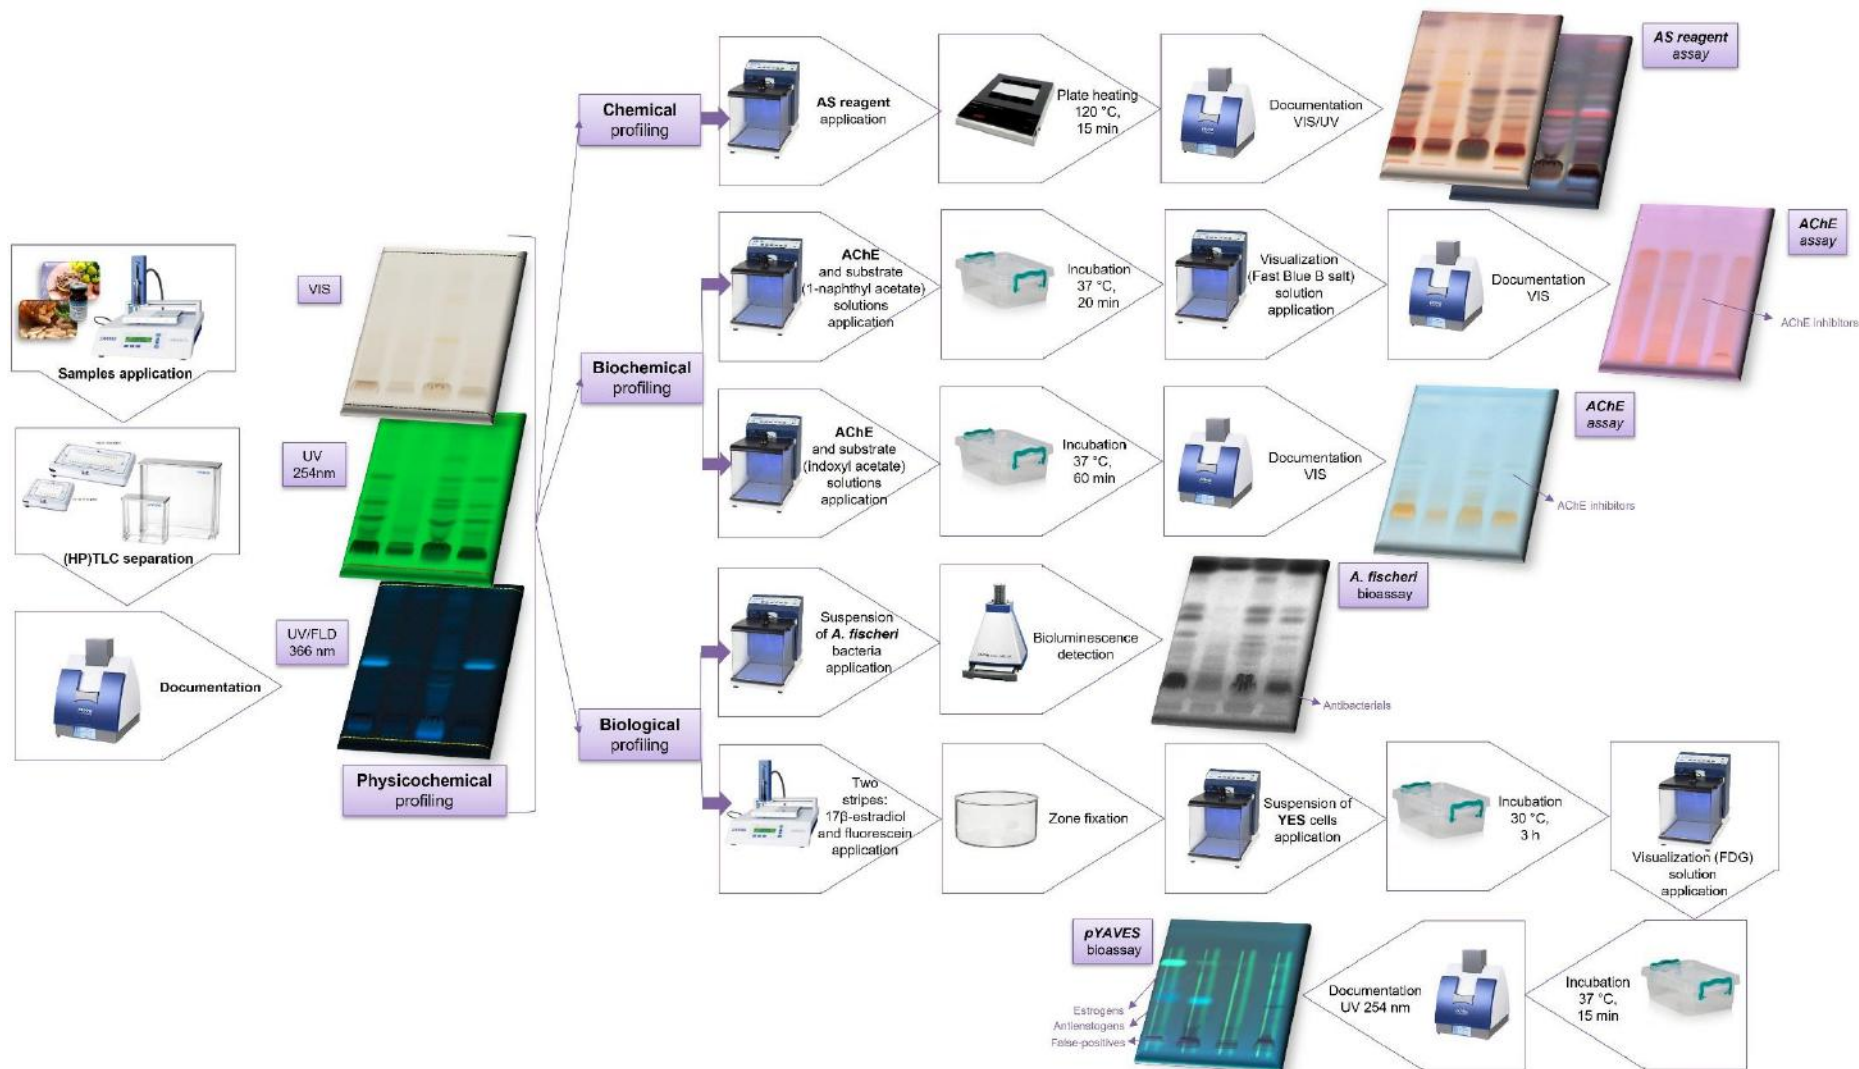 Samples application
(HP)TLC separation
Documentation
VIS
UV
254nm
UV/FLD
366 nm
Physicochemical
profiling
Chemical
profiling
AS reagent
application
Plate heating
120 °C,
15 min
Documentation
VIS/UV
AS reagent
assay
Biochemical
profiling
AChE
and substrate
(1-naphthyl acetate)
solutions
application
Incubation
37 °C,
20 min
Visualization
(Fast Blue B salt)
solution
application
Documentation
VIS
AChE
assay
AChE inhibitors
AChE
and substrate
(indoxyl acetate)
solutions
application
Incubation
37 °C,
60 min
Documentation
VIS
AChE
assay
AChE inhibitors
Biological
profiling
Suspension
of A. fischeri
bacteria
application
Bioluminescence
detection
A. fischeri
bioassay
Antibacterials
Two
stripes:
17β-estradiol
and fluorescein
application
Zone fixation
Suspension of
YES cells
application
Incubation
30 °C,
3 h
Visualization (FDG)
solution
application
Incubation
37 °C,
15 min
Documentation
UV 254 nm
pYAVES
bioassay
Estrogens
Antiestogens
False-positives